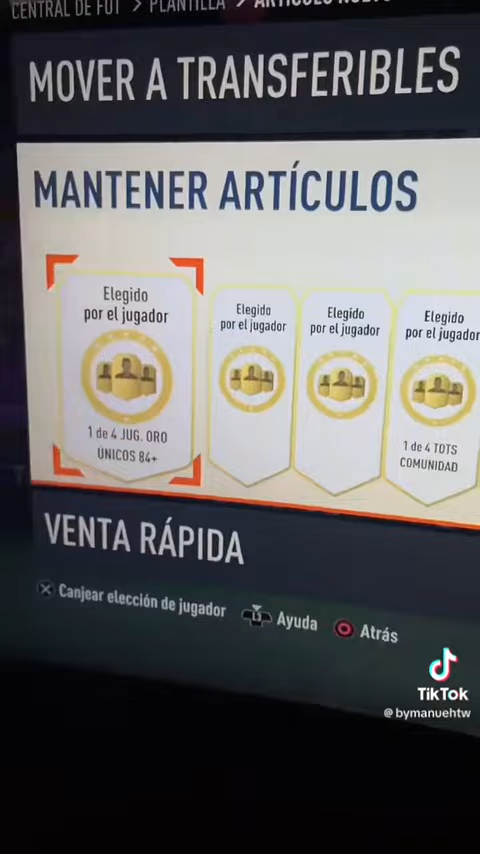 CENTRAL DE FUT > PLANTILLA > ARTÍCULOS NUEVOS
MOVER A TRANSFERIBLES
MANTENER ARTÍCULOS
Elegido
por el jugador
1 de 4 JUG. ORO
ÚNICOS 84+
Elegido
por el jugador
Elegido
por el jugador
Elegido
por el jugador
1 de 4 TOTS
COMUNIDAD
VENTA RÁPIDA
Canjear elección de jugador
Ayuda
Atrás
TikTok
@bymanuehtw